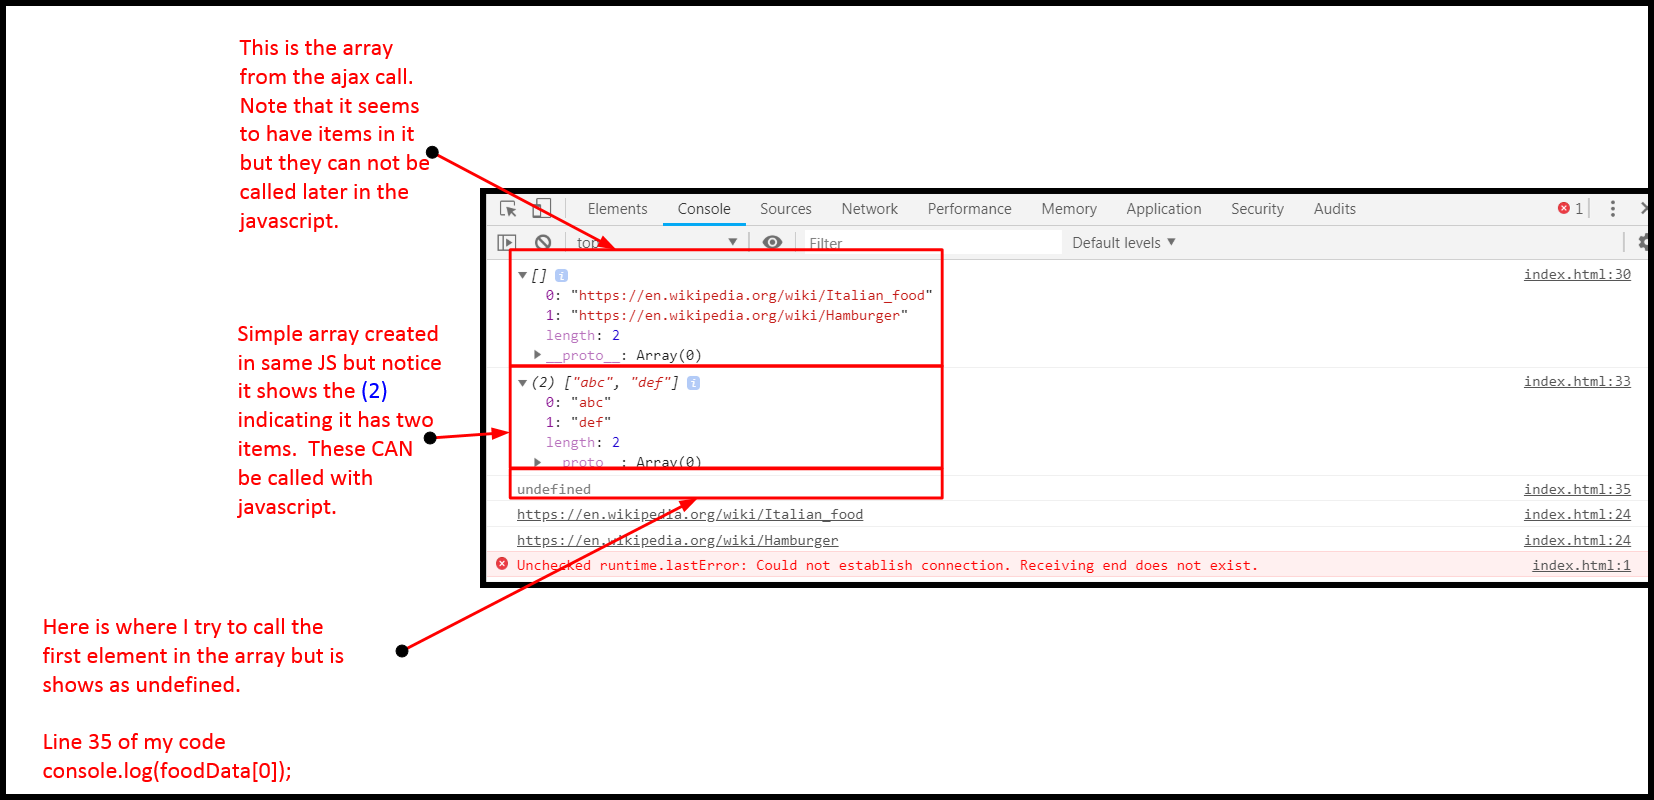 This is the array
from the ajax call.
Note that it seems
to have items in it
but they can not be
called later in the
javascript.
Simple array created
in same JS but notice
it shows the (2)
indicating it has two
items.  These CAN
be called with
javascript.
Here is where I try to call the
first element in the array but is
shows as undefined.
Line 35 of my code
console.log(foodData[0]);
Elements Console Sources Network Performance Memory Application Security Audits 1
top Filter Default levels
[] i index.html:30
0: "https://en.wikipedia.org/wiki/Italian_food"
1: "https://en.wikipedia.org/wiki/Hamburger"
length: 2
__proto__: Array(0)
(2) ["abc", "def"] i index.html:33
0: "abc"
1: "def"
length: 2
__proto__: Array(0)
undefined index.html:35
https://en.wikipedia.org/wiki/Italian_food index.html:24
https://en.wikipedia.org/wiki/Hamburger index.html:24
Unchecked runtime.lastError: Could not establish connection. Receiving end does not exist. index.html:1